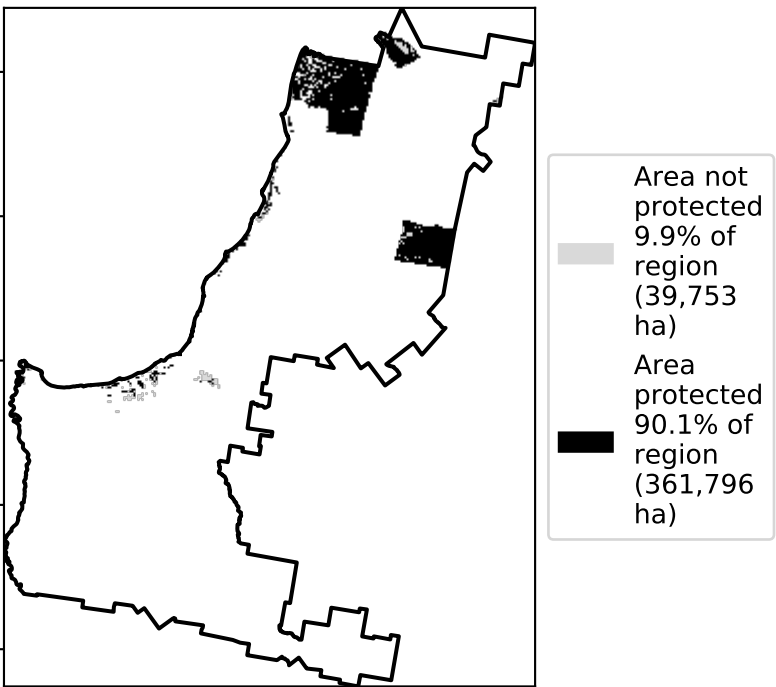 Area not
protected
9.9% of
region
(39,753
ha)
Area
protected
90.1% of
region
(361,796
ha)